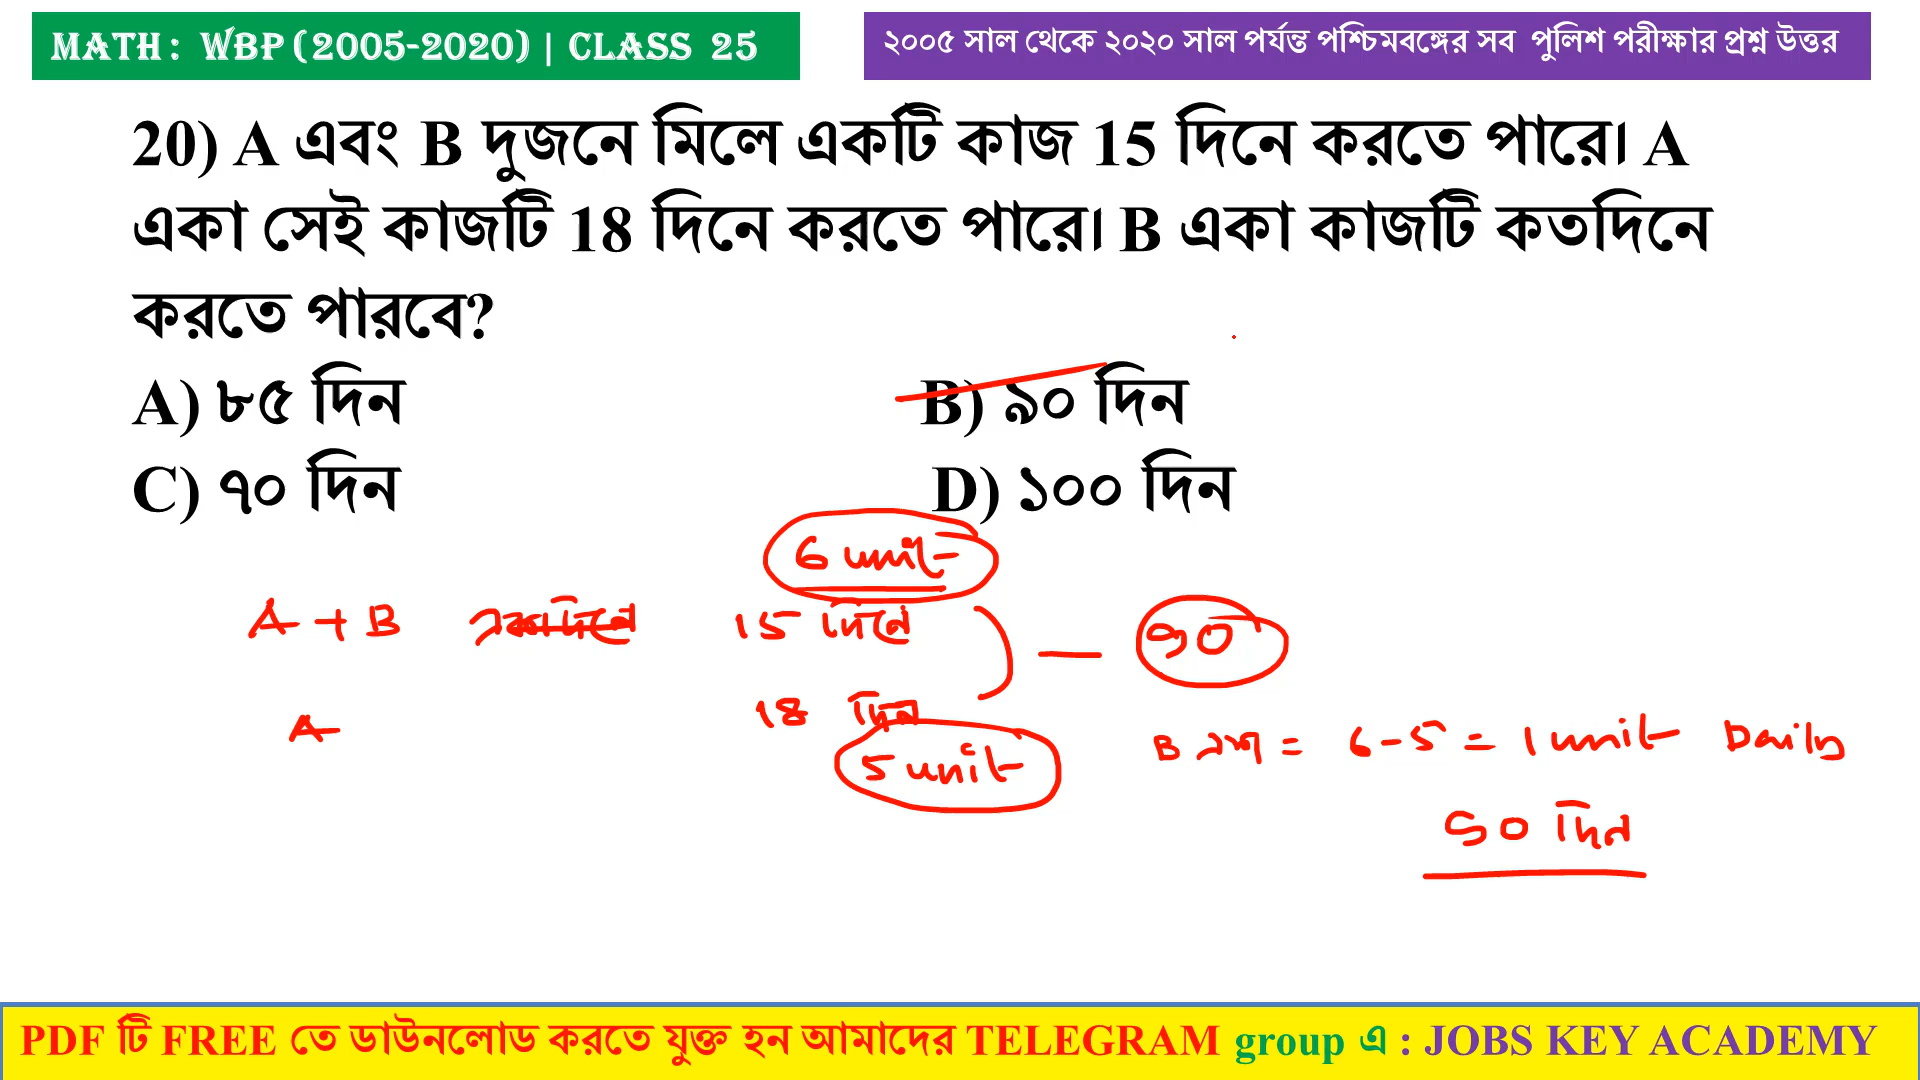 MATH : WBP (2005-2020) | CLASS 25
২০০৫ সাল থেকে ২০২০ সাল পর্যন্ত পশ্চিমবঙ্গের সব পুলিশ পরীক্ষার প্রশ্ন উত্তর
20) A এবং B দুজনে মিলে একটি কাজ 15 দিনে করতে পারে। A
একা সেই কাজটি 18 দিনে করতে পারে। B একা কাজটি কতদিনে
করতে পারবে?
A) ৮৫ দিন B) ৯০ দিন
C) ৭০ দিন D) ১০০ দিন
6 unit
A + B 15 দিনে — 90
A 18 দিন
5 unit
B = 6 - 5 = 1 unit Daily
90 দিন
PDF টি FREE তে ডাউনলোড করতে যুক্ত হন আমাদের TELEGRAM group এ : JOBS KEY ACADEMY